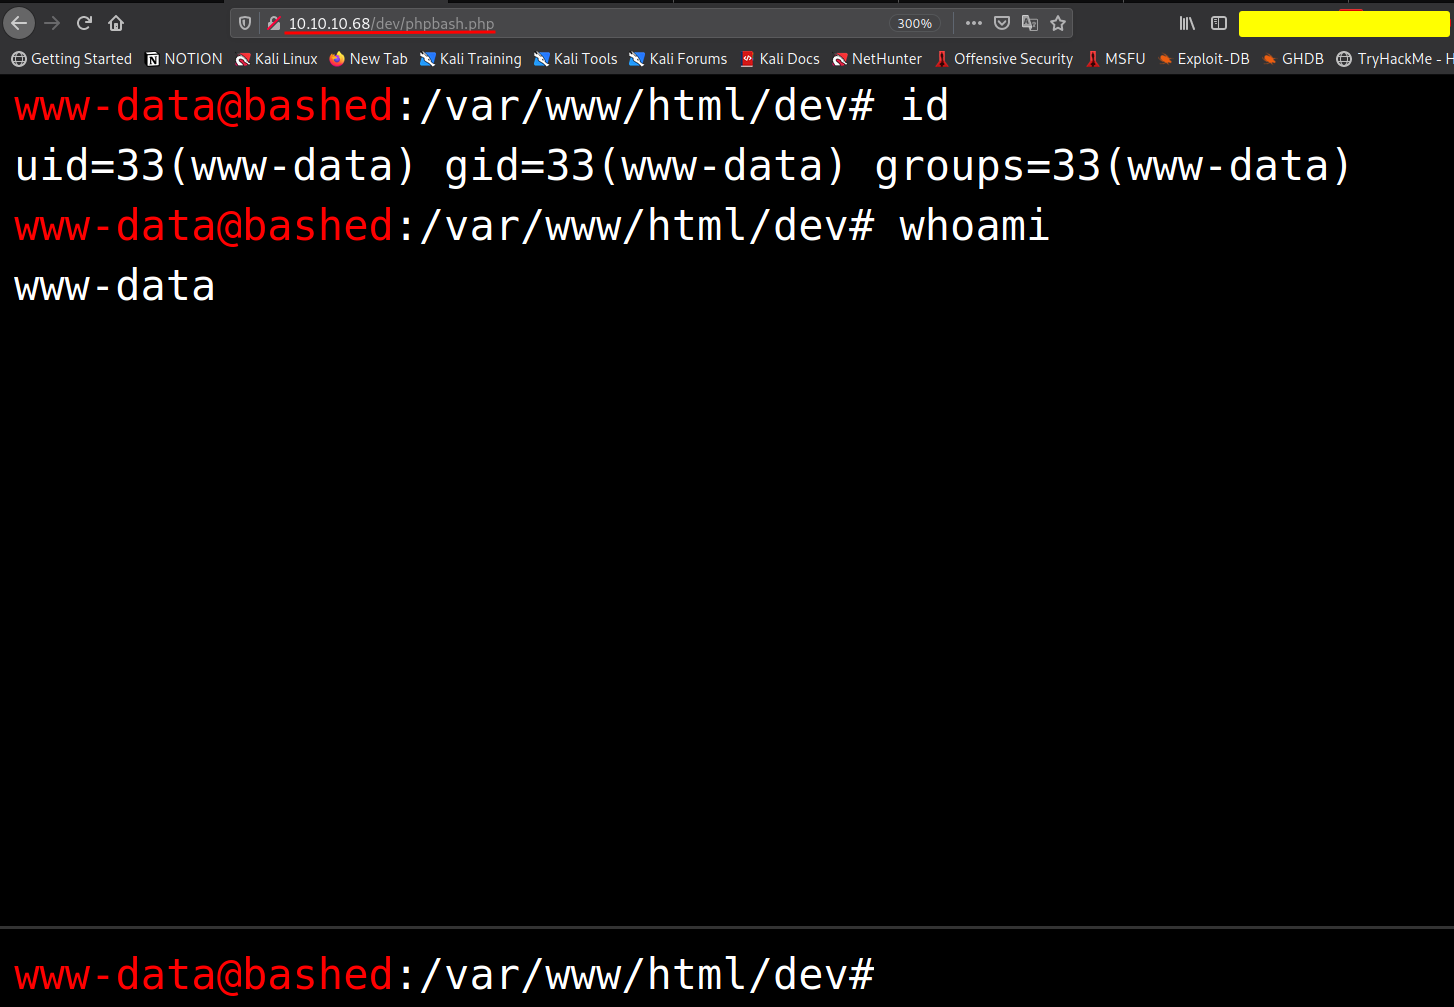 10.10.10.68/dev/phpbash.php 300%
Getting Started NOTION Kali Linux New Tab Kali Training Kali Tools Kali Forums Kali Docs NetHunter Offensive Security MSFU Exploit-DB GHDB TryHackMe - H
www-data@bashed:/var/www/html/dev# id
uid=33(www-data) gid=33(www-data) groups=33(www-data)
www-data@bashed:/var/www/html/dev# whoami
www-data
www-data@bashed:/var/www/html/dev#